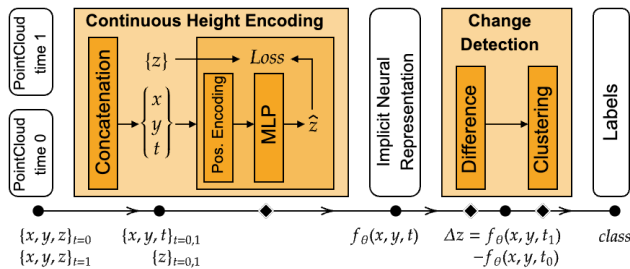 PointCloud
time 1
PointCloud
time 0
Continuous Height Encoding
Concatenation
{z}
Loss
{x
y
t}
Pos. Encoding
MLP
ẑ
Implicit Neural
Representation
Change
Detection
Difference
Clustering
Labels
{x, y, z}t=0
{x, y, z}t=1
{x, y, t}t=0,1
{z}t=0,1
fθ(x, y, t)
Δz = fθ(x, y, t1)
−fθ(x, y, t0)
class